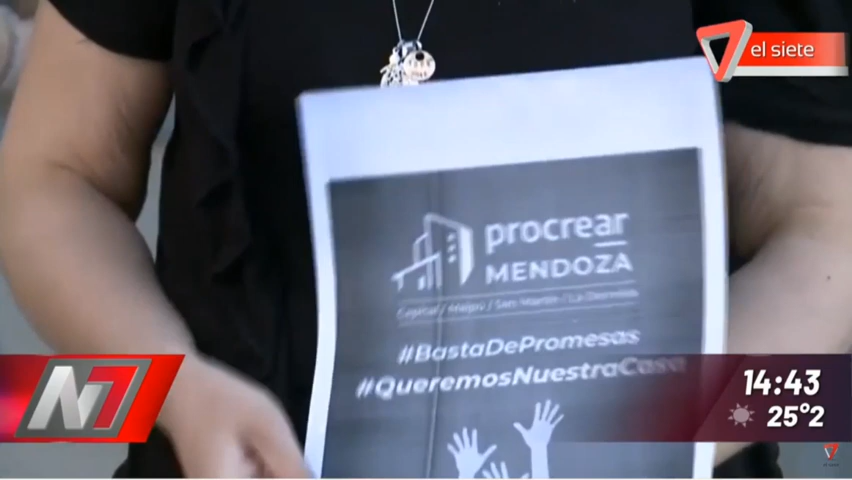 el siete
procrear
MENDOZA
Capital / Maipú / San Martín / La Dormida
#BastaDePromesas
#QueremosNuestraCasa
N7
14:43
25°2